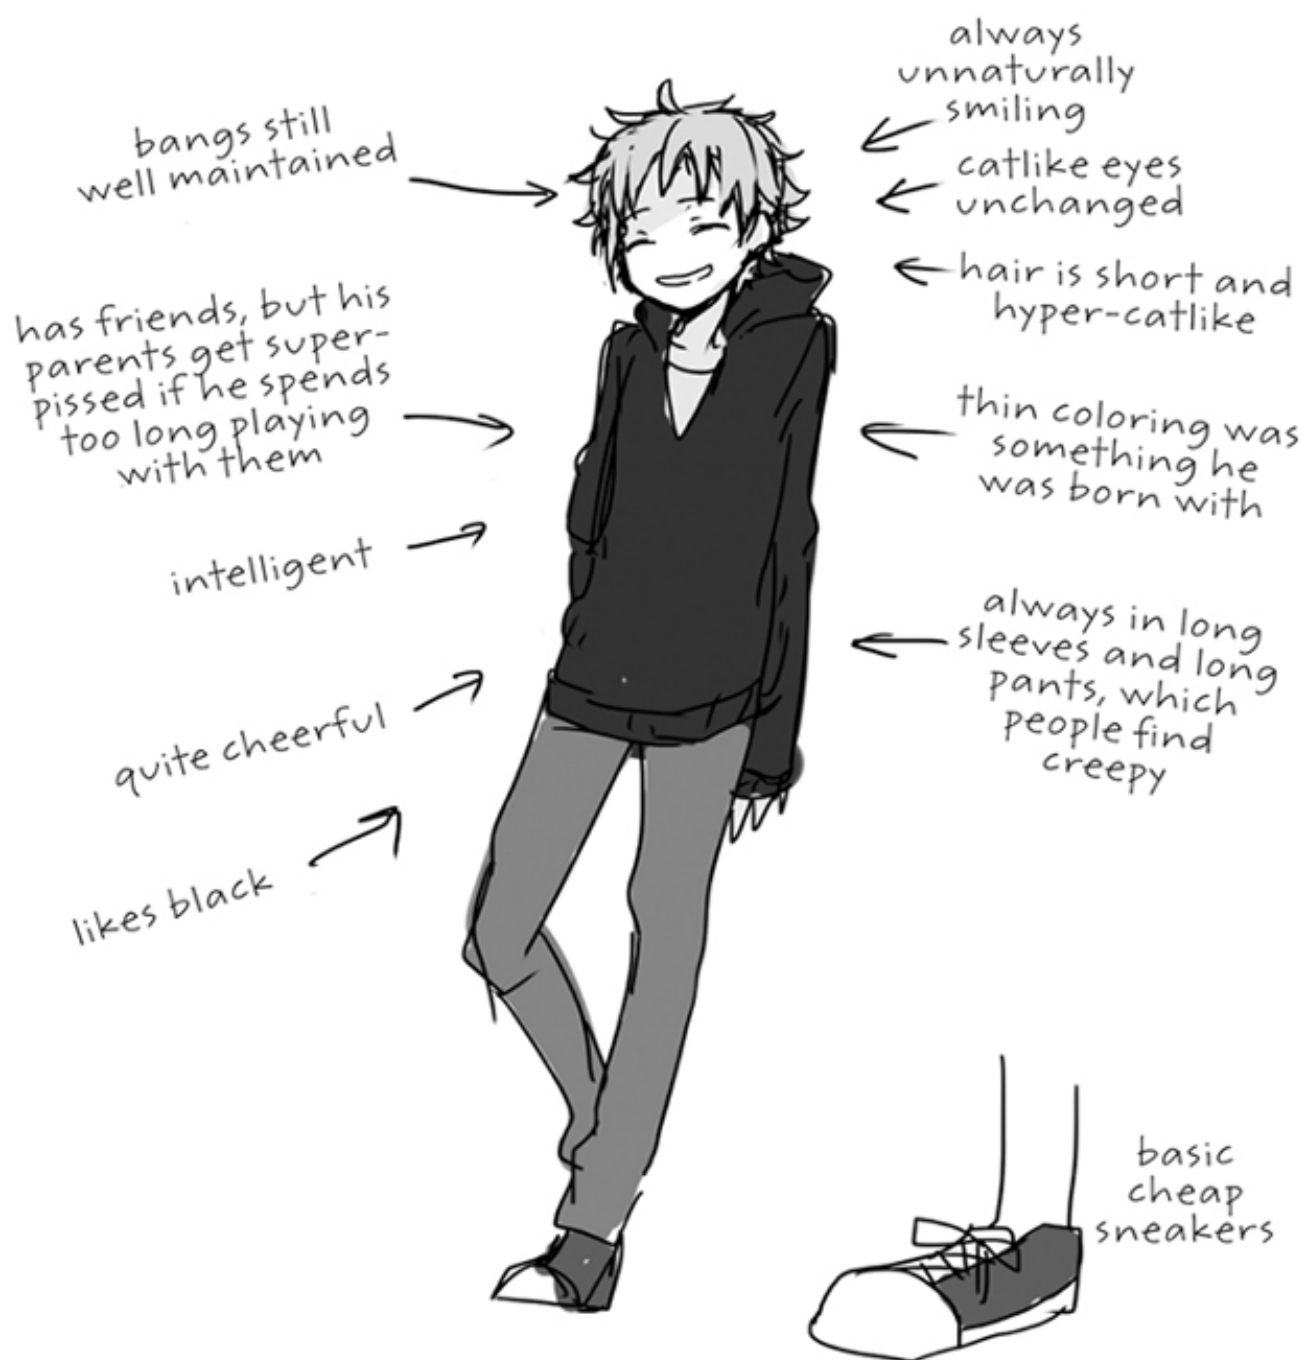 bangs still
well maintained
has friends, but his
parents get super-
pissed if he spends
too long playing
with them
intelligent
quite cheerful
likes black
always
unnaturally
smiling
catlike eyes
unchanged
hair is short and
hyper-catlike
thin coloring was
something he
was born with
always in long
sleeves and long
pants, which
people find
creepy
basic
cheap
sneakers